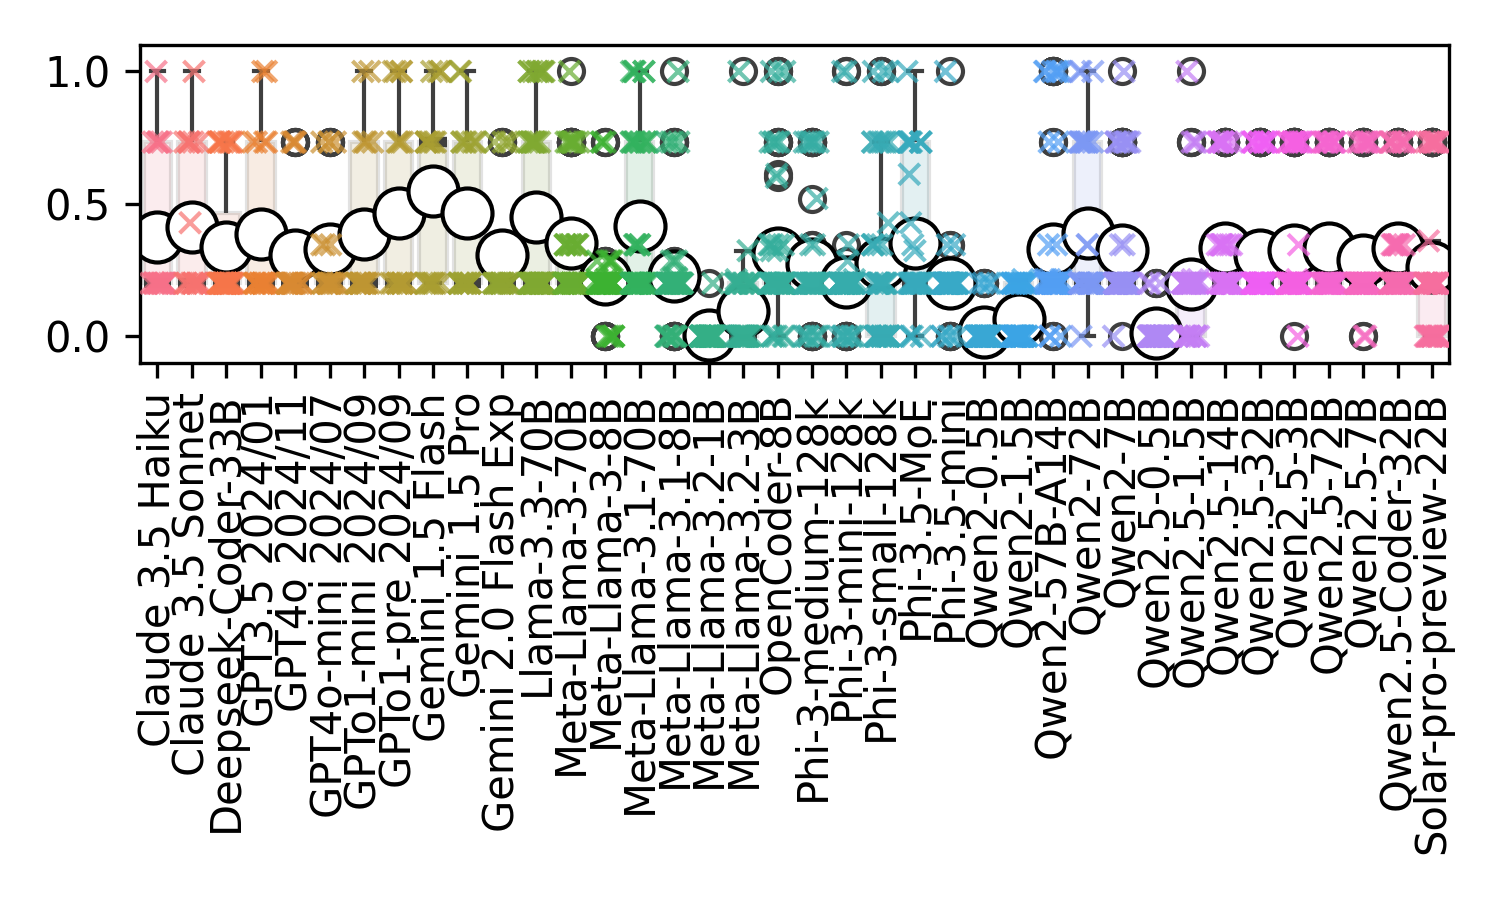 1.0
0.5
0.0
Claude 3.5 Haiku
Claude 3.5 Sonnet
Deepseek-Coder-33B
GPT3.5 2024/01
GPT4o 2024/11
GPT4o-mini 2024/07
GPTo1-mini 2024/09
GPTo1-pre 2024/09
Gemini 1.5 Flash
Gemini 1.5 Pro
Gemini 2.0 Flash Exp
Llama-3.3-70B
Meta-Llama-3-70B
Meta-Llama-3-8B
Meta-Llama-3.1-70B
Meta-Llama-3.1-8B
Meta-Llama-3.2-1B
Meta-Llama-3.2-3B
OpenCoder-8B
Phi-3-medium-128k
Phi-3-mini-128k
Phi-3-small-128k
Phi-3.5-MoE
Phi-3.5-mini
Qwen2-0.5B
Qwen2-1.5B
Qwen2-57B-A14B
Qwen2-72B
Qwen2-7B
Qwen2.5-0.5B
Qwen2.5-1.5B
Qwen2.5-14B
Qwen2.5-32B
Qwen2.5-3B
Qwen2.5-72B
Qwen2.5-7B
Qwen2.5-Coder-32B
Solar-pro-preview-22B